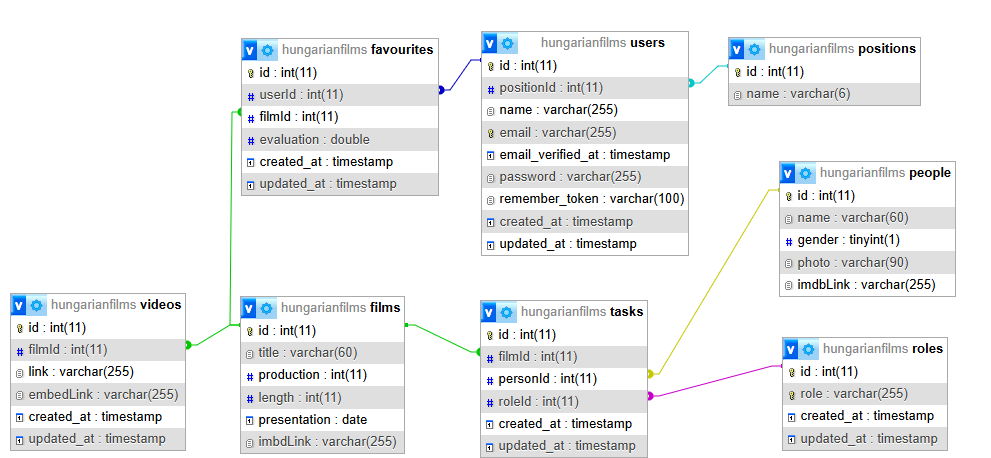 hungarianfilms favourites
id : int(11)
userId : int(11)
filmId : int(11)
evaluation : double
created_at : timestamp
updated_at : timestamp
hungarianfilms users
id : int(11)
positionId : int(11)
name : varchar(255)
email : varchar(255)
email_verified_at : timestamp
password : varchar(255)
remember_token : varchar(100)
created_at : timestamp
updated_at : timestamp
hungarianfilms positions
id : int(11)
name : varchar(6)
hungarianfilms people
id : int(11)
name : varchar(60)
gender : tinyint(1)
photo : varchar(90)
imdbLink : varchar(255)
hungarianfilms videos
id : int(11)
filmId : int(11)
link : varchar(255)
embedLink : varchar(255)
created_at : timestamp
updated_at : timestamp
hungarianfilms films
id : int(11)
title : varchar(60)
production : int(11)
length : int(11)
presentation : date
imbdLink : varchar(255)
hungarianfilms tasks
id : int(11)
filmId : int(11)
personId : int(11)
roleId : int(11)
created_at : timestamp
updated_at : timestamp
hungarianfilms roles
id : int(11)
role : varchar(255)
created_at : timestamp
updated_at : timestamp